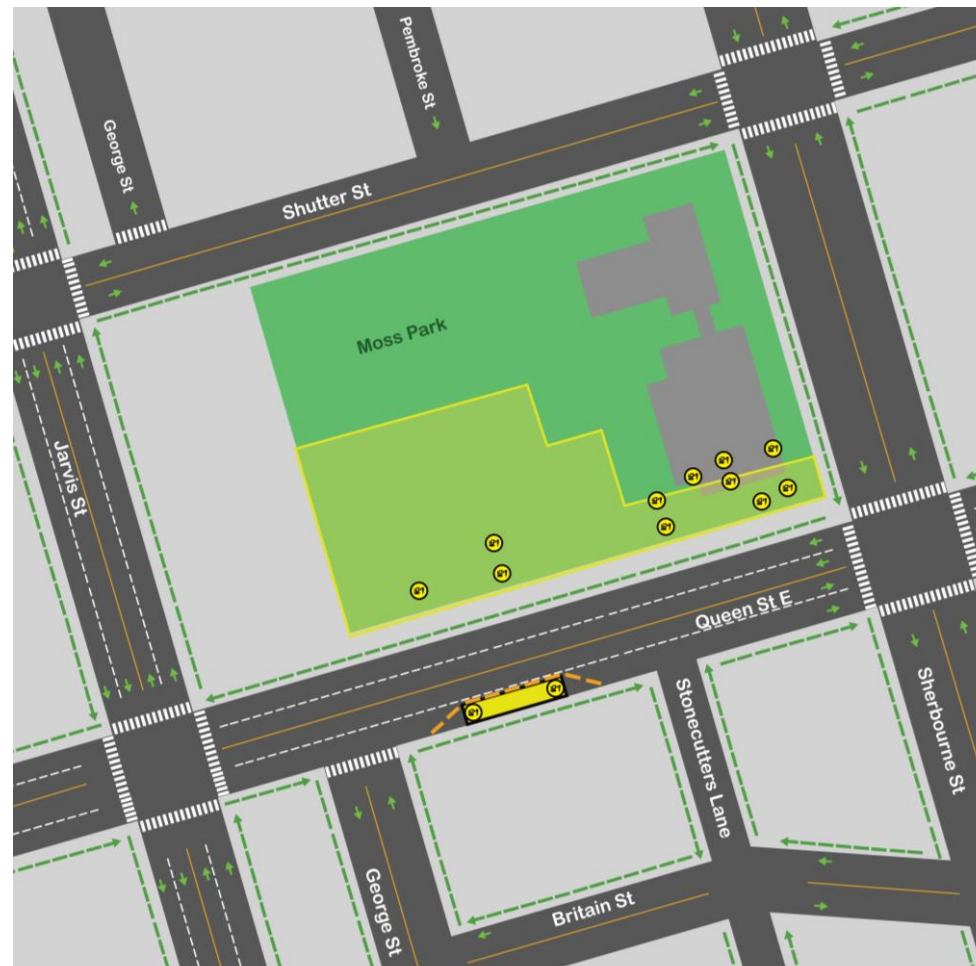 Pembroke St
George St
Shutter St
Moss Park
Jarvis St
Queen St E
Stonecutters Lane
Sherbourne St
George St
Britain St